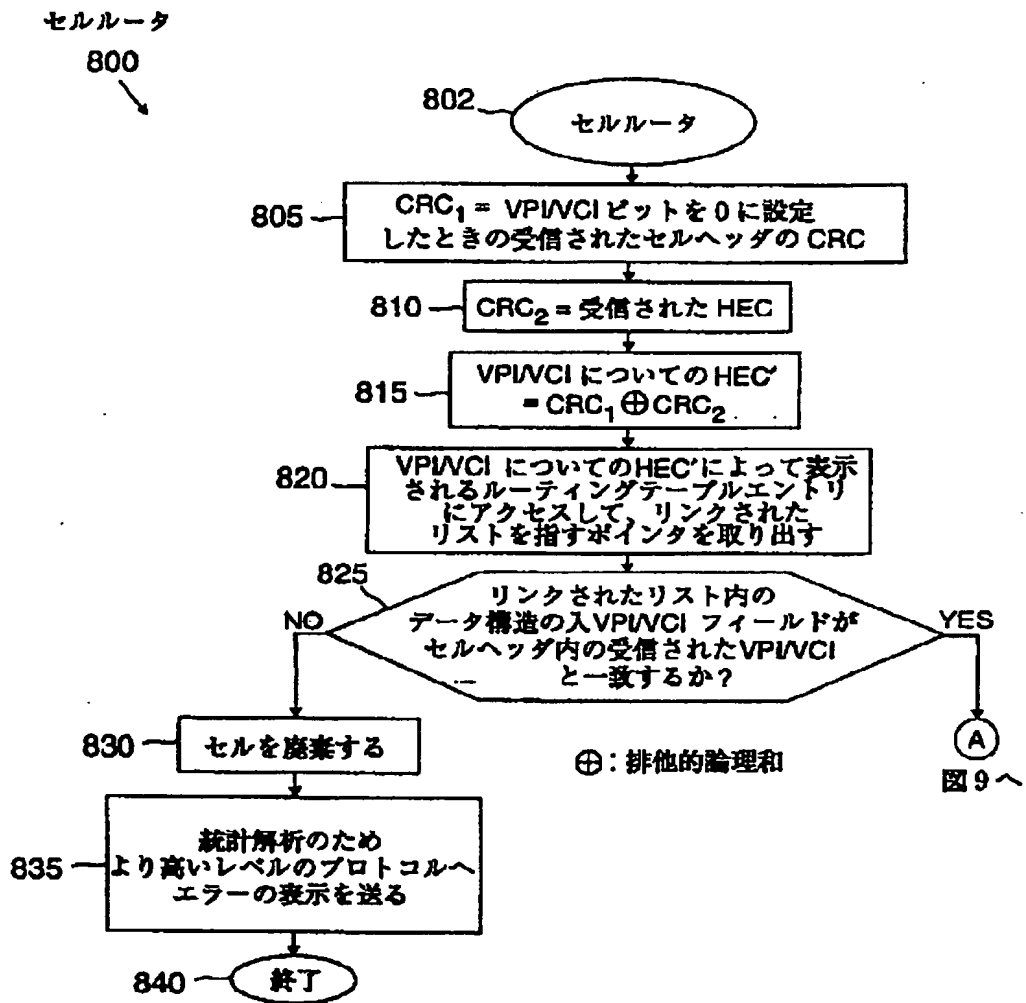 セルルータ
800
802
セルルータ
805
CRC₁ = VPI/VCI ビットを 0 に設定
したときの受信されたセルヘッダの CRC
810
CRC₂ = 受信された HEC
815
VPI/VCI についてのHEC′
= CRC₁ ⊕ CRC₂
820
VPI/VCI についてのHEC′によって表示
されるルーティングテーブルエントリ
にアクセスして、リンクされた
リストを指すポインタを取り出す
825
リンクされたリスト内の
データ構造の入VPI/VCI フィールドが
セルヘッダ内の受信されたVPI/VCI
と一致するか？
NO
YES
830
セルを廃棄する
⊕：排他的論理和
A
図 9 へ
835
統計解析のため
より高いレベルのプロトコルへ
エラーの表示を送る
840
終了